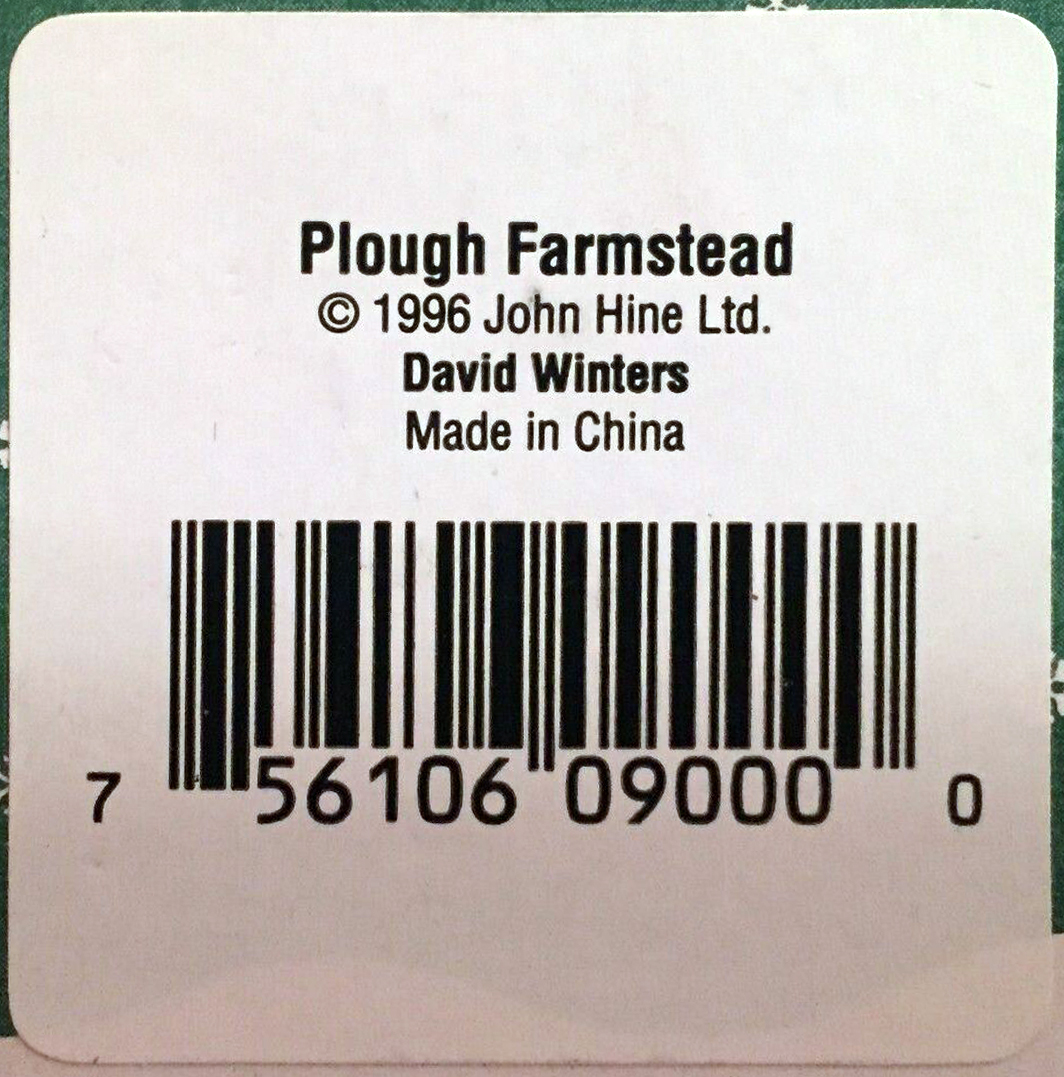 Plough Farmstead
© 1996 John Hine Ltd.
David Winters
Made in China
7 56106 09000 0